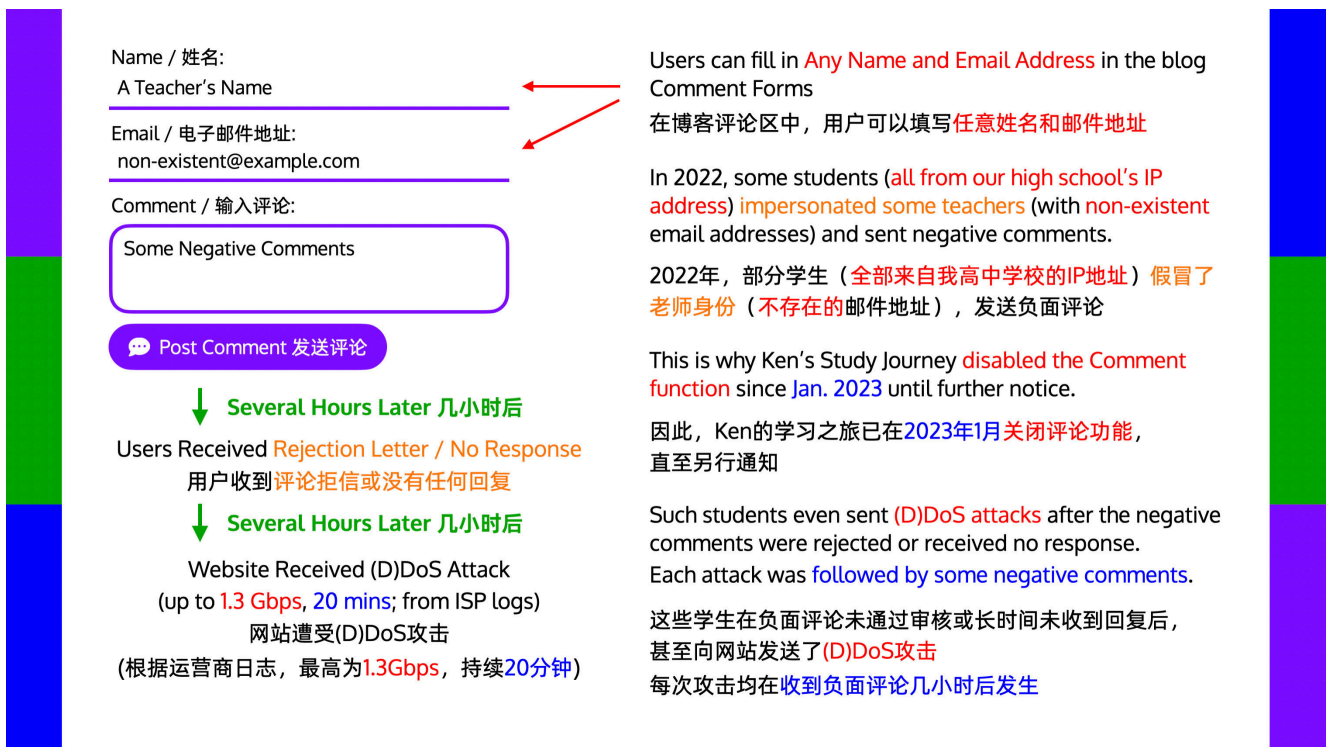 Name / 姓名:
A Teacher's Name
Email / 电子邮件地址:
non-existent@example.com
Comment / 输入评论:
Some Negative Comments
Post Comment 发送评论
Several Hours Later 几小时后
Users Received Rejection Letter / No Response
用户收到评论拒信或没有任何回复
Several Hours Later 几小时后
Website Received (D)DoS Attack
(up to 1.3 Gbps, 20 mins; from ISP logs)
网站遭受(D)DoS攻击
(根据运营商日志，最高为1.3Gbps，持续20分钟)
Users can fill in Any Name and Email Address in the blog
Comment Forms
在博客评论区中，用户可以填写任意姓名和邮件地址
In 2022, some students (all from our high school's IP
address) impersonated some teachers (with non-existent
email addresses) and sent negative comments.
2022年，部分学生（全部来自我高中学校的IP地址）假冒了
老师身份（不存在的邮件地址），发送负面评论
This is why Ken's Study Journey disabled the Comment
function since Jan. 2023 until further notice.
因此，Ken的学习之旅已在2023年1月关闭评论功能，
直至另行通知
Such students even sent (D)DoS attacks after the negative
comments were rejected or received no response.
Each attack was followed by some negative comments.
这些学生在负面评论未通过审核或长时间未收到回复后，
甚至向网站发送了(D)DoS攻击
每次攻击均在收到负面评论几小时后发生